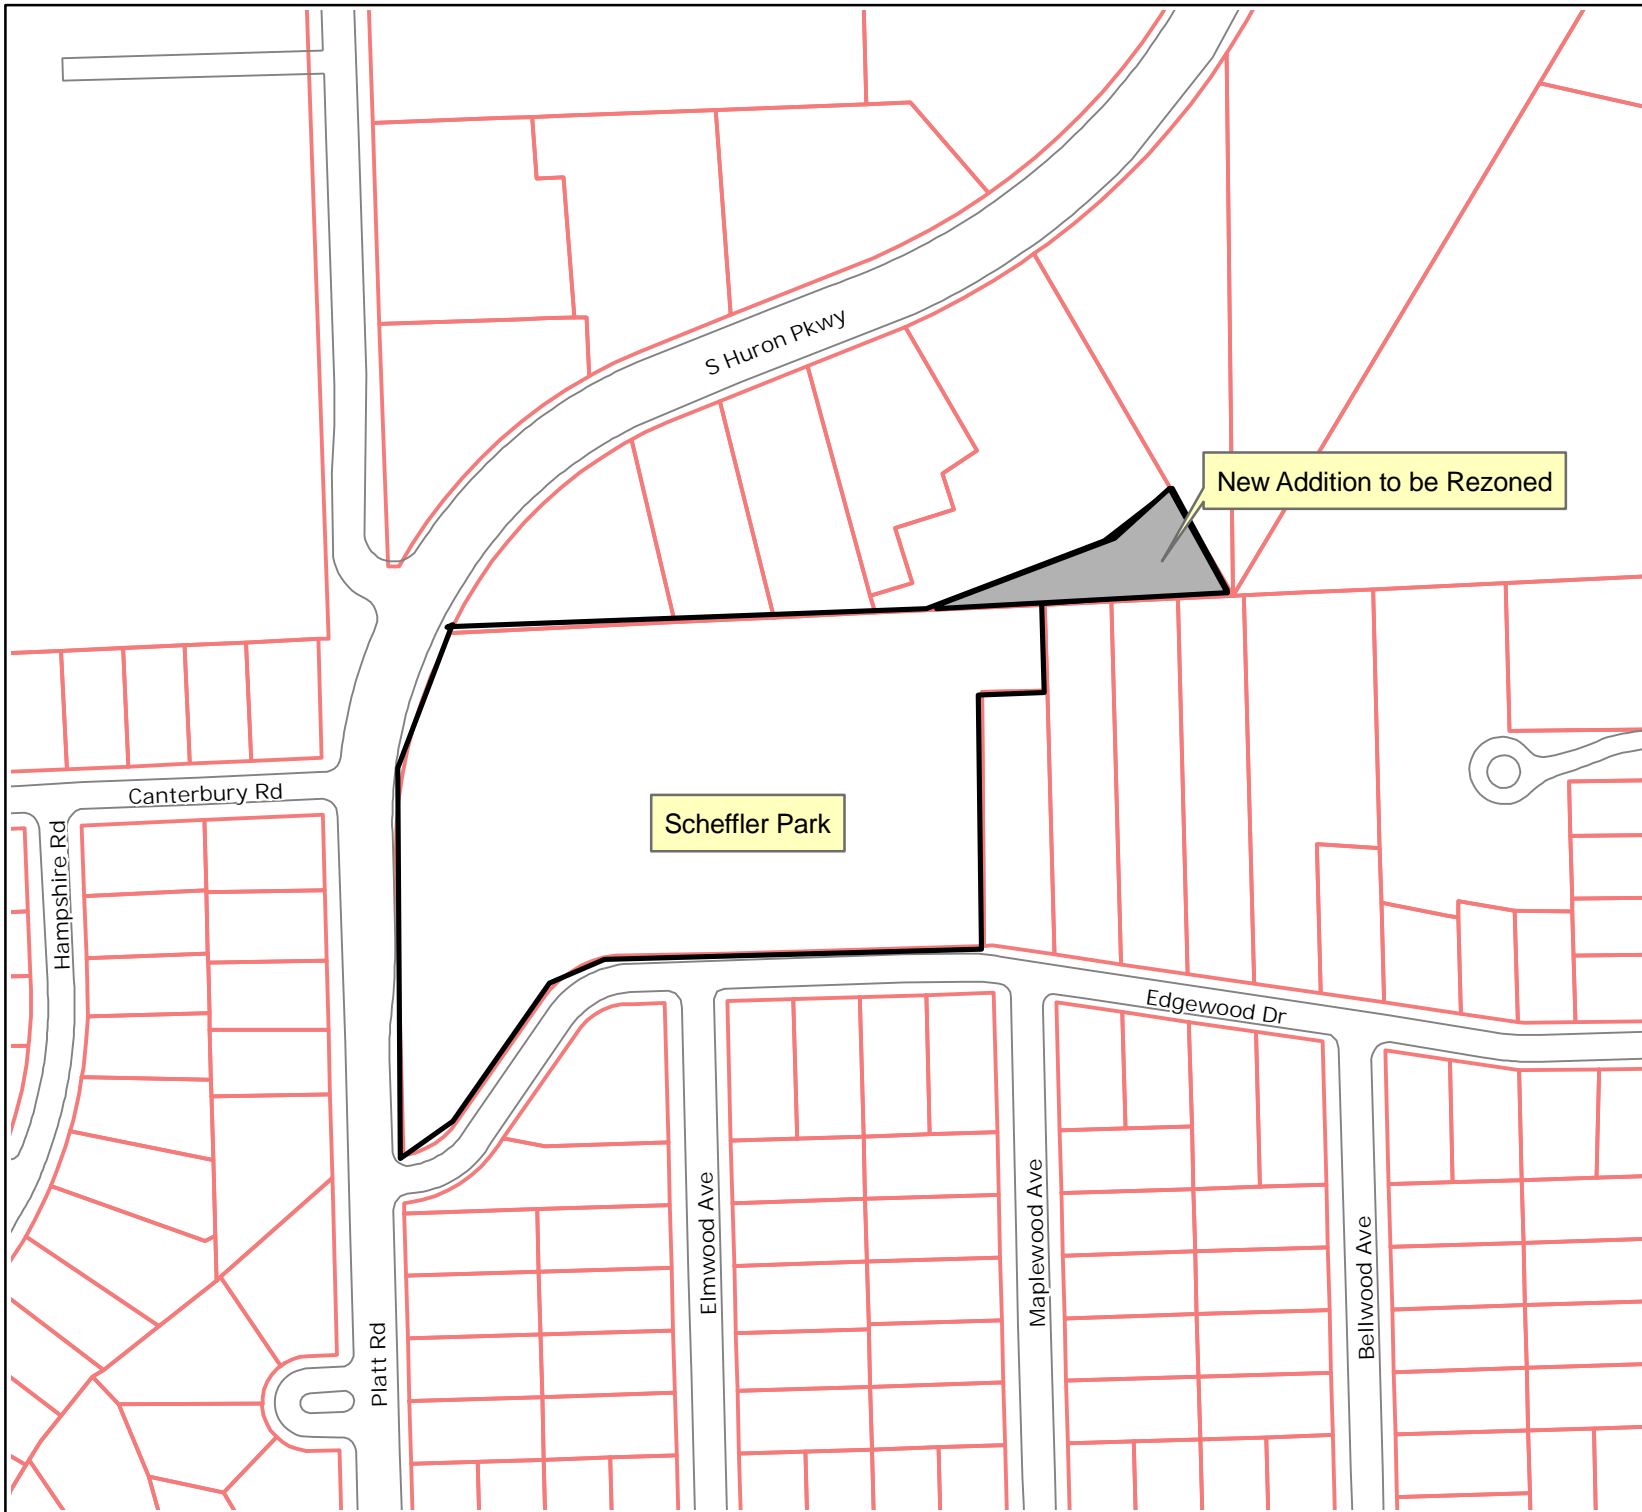 S Huron Pkwy
New Addition to be Rezoned
Canterbury Rd
Scheffler Park
Hampshire Rd
Edgewood Dr
Elmwood Ave
Maplewood Ave
Bellwood Ave
Platt Rd